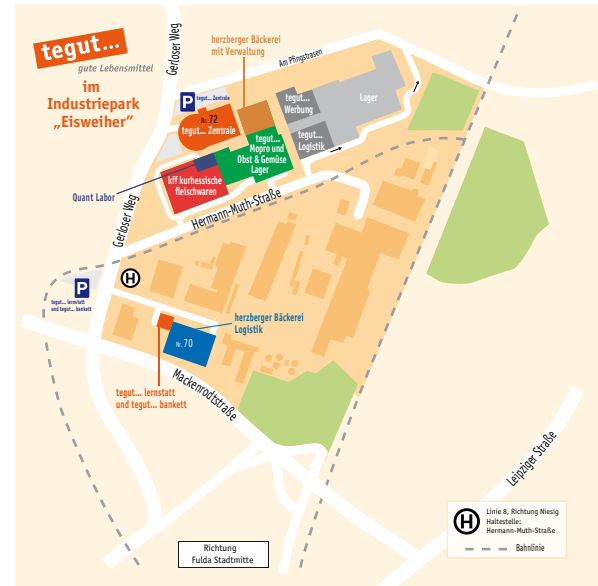 tegut...
gute Lebensmittel
im
Industriepark
„Eisweiher”
Gerloser Weg
herzberger Bäckerei
mit Verwaltung
Am Pfingstrasen
P
tegut... Zentrale
Nr. 72
tegut... Zentrale
tegut...
Werbung
Lager
tegut...
Logistik
tegut...
Mopro und
Obst & Gemüse
Lager
kff kurhessische
fleischwaren
Quant Labor
Hermann-Muth-Straße
Gerloser Weg
H
P
tegut... lernstatt
und tegut... bankett
herzberger Bäckerei
Logistik
Nr. 70
tegut... lernstatt
und tegut... bankett
Mackenrodtstraße
Leipziger Straße
H
Linie 8, Richtung Niesig
Haltestelle:
Hermann-Muth-Straße
Bahnlinie
Richtung
Fulda Stadtmitte